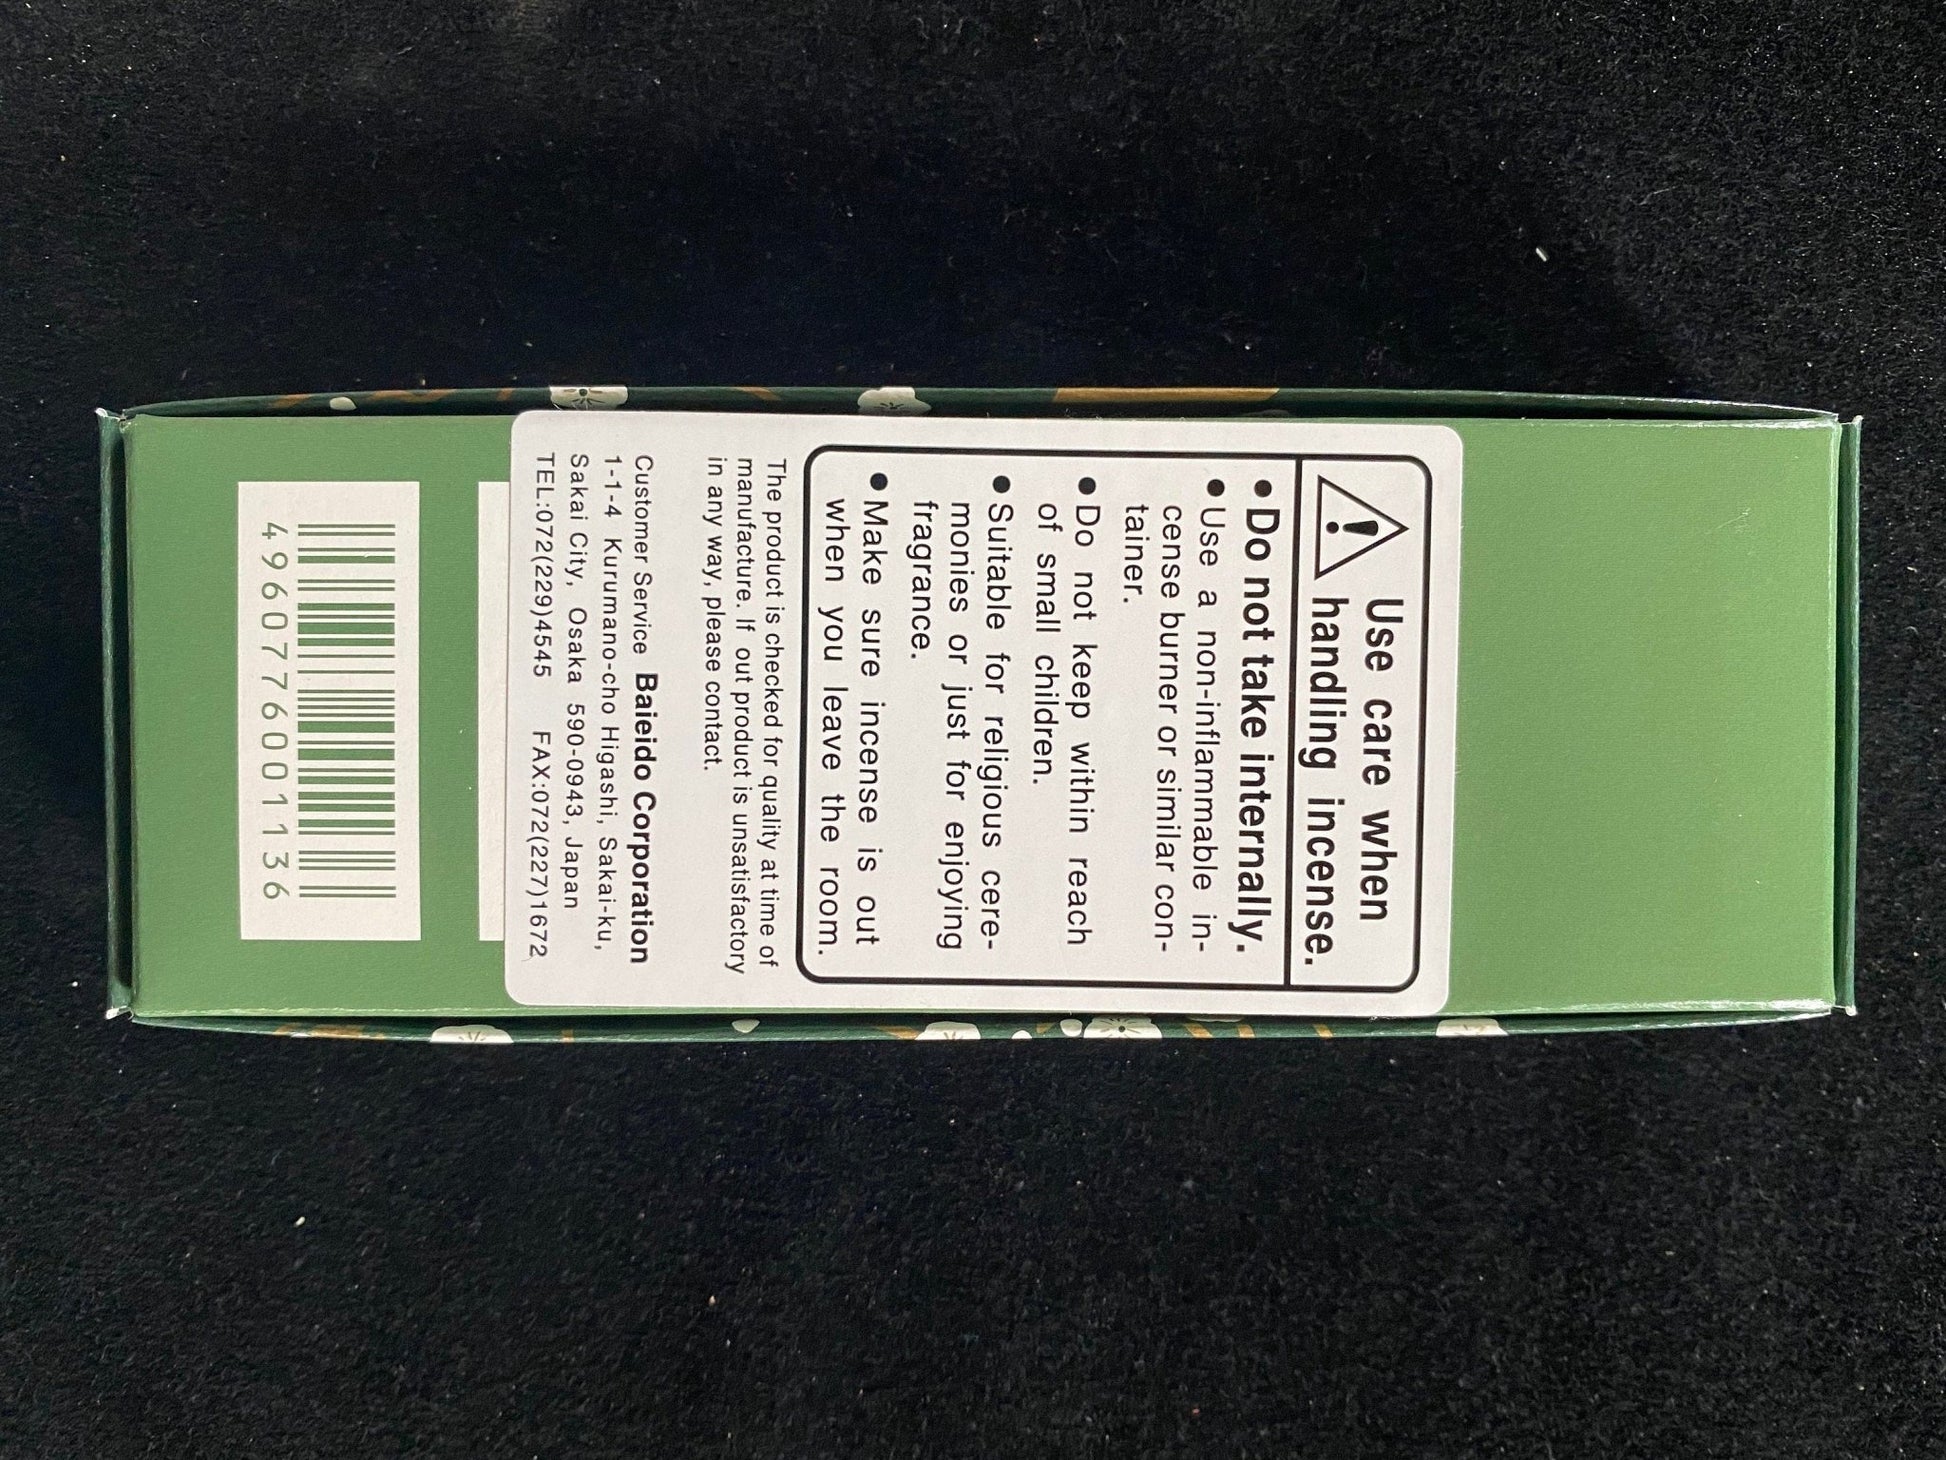 Use care when
handling incense.
●Do not take internally.
●Use a non-inflammable in-
cense burner or similar con-
tainer.
●Do not keep within reach
of small children.
●Suitable for religious cere-
monies or just for enjoying
fragrance.
●Make sure incense is out
when you leave the room.
The product is checked for quality at time of
manufacture. If out product is unsatisfactory
in any way, please contact.
Customer Service Baieido Corporation
1-1-4 Kurumano-cho Higashi, Sakai-ku,
Sakai City, Osaka 590-0943, Japan
TEL:072(229)4545 FAX:072(227)1672
4960776001136